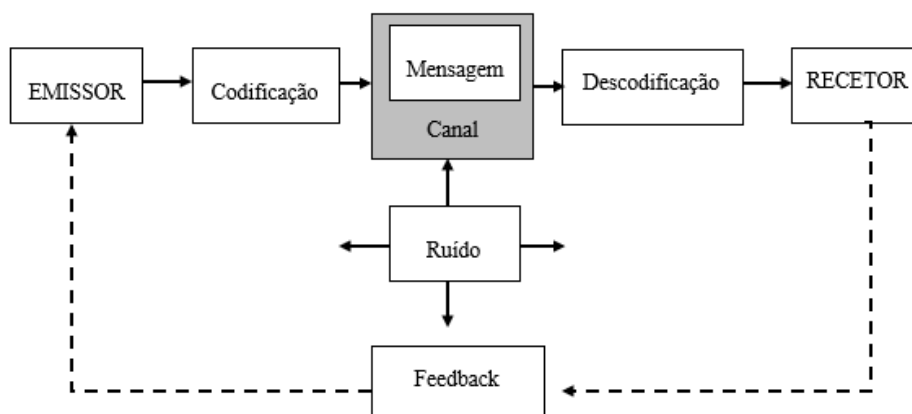 EMISSOR
Codificação
Mensagem
Canal
Descodificação
RECETOR
Ruído
Feedback